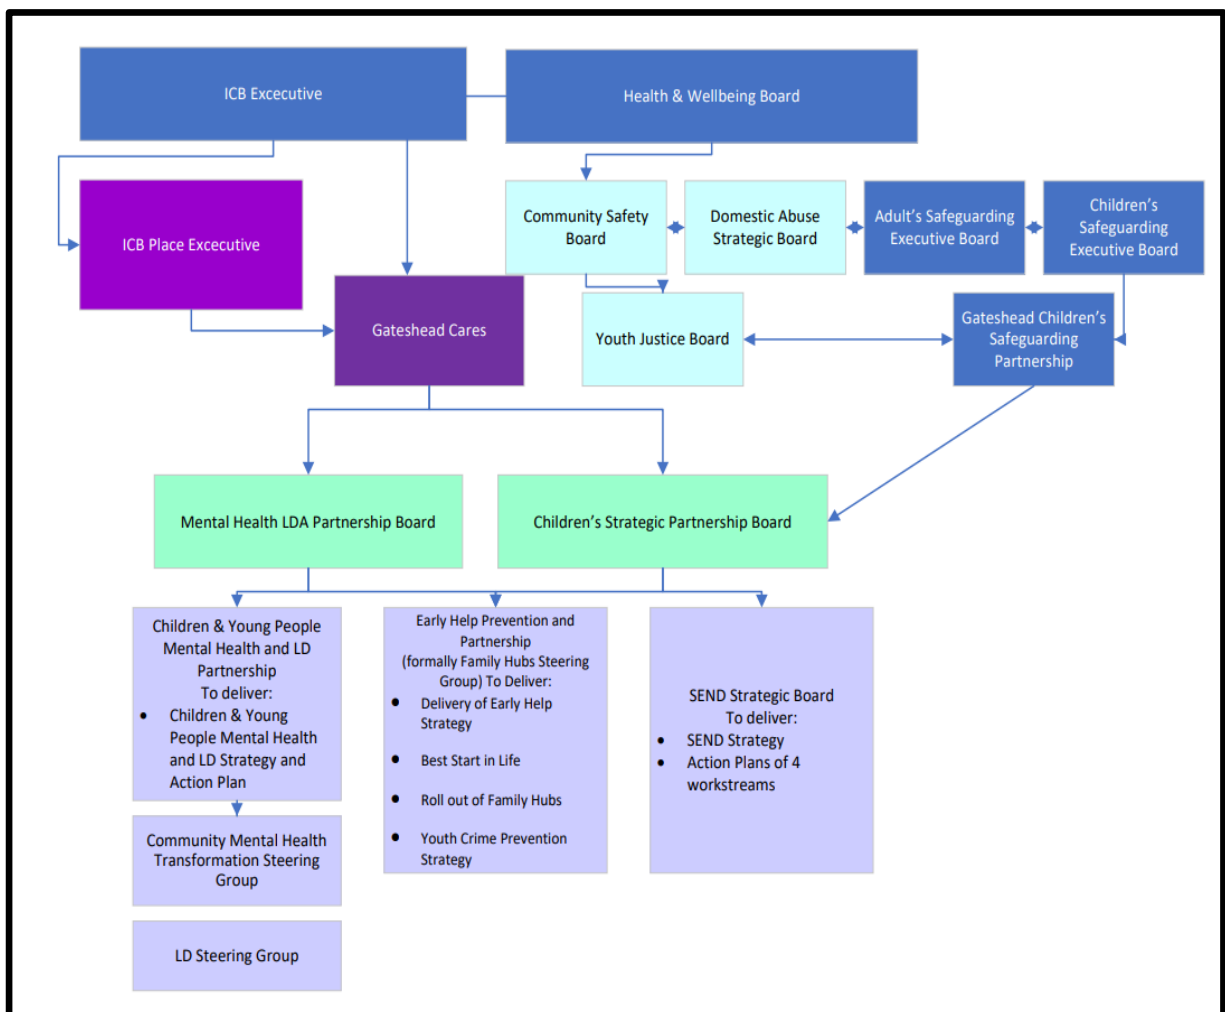 ICB Excecutive
Health & Wellbeing Board
ICB Place Excecutive
Community Safety
Board
Domestic Abuse
Strategic Board
Adult’s Safeguarding
Executive Board
Children’s
Safeguarding
Executive Board
Gateshead Cares
Youth Justice Board
Gateshead Children’s
Safeguarding
Partnership
Mental Health LDA Partnership Board
Children’s Strategic Partnership Board
Children & Young People
Mental Health and LD
Partnership
To deliver:
• Children & Young
People Mental Health
and LD Strategy and
Action Plan
Early Help Prevention and
Partnership
(formally Family Hubs Steering
Group) To Deliver:
• Delivery of Early Help
Strategy
• Best Start in Life
• Roll out of Family Hubs
• Youth Crime Prevention
Strategy
SEND Strategic Board
To deliver:
• SEND Strategy
• Action Plans of 4
workstreams
Community Mental Health
Transformation Steering
Group
LD Steering Group